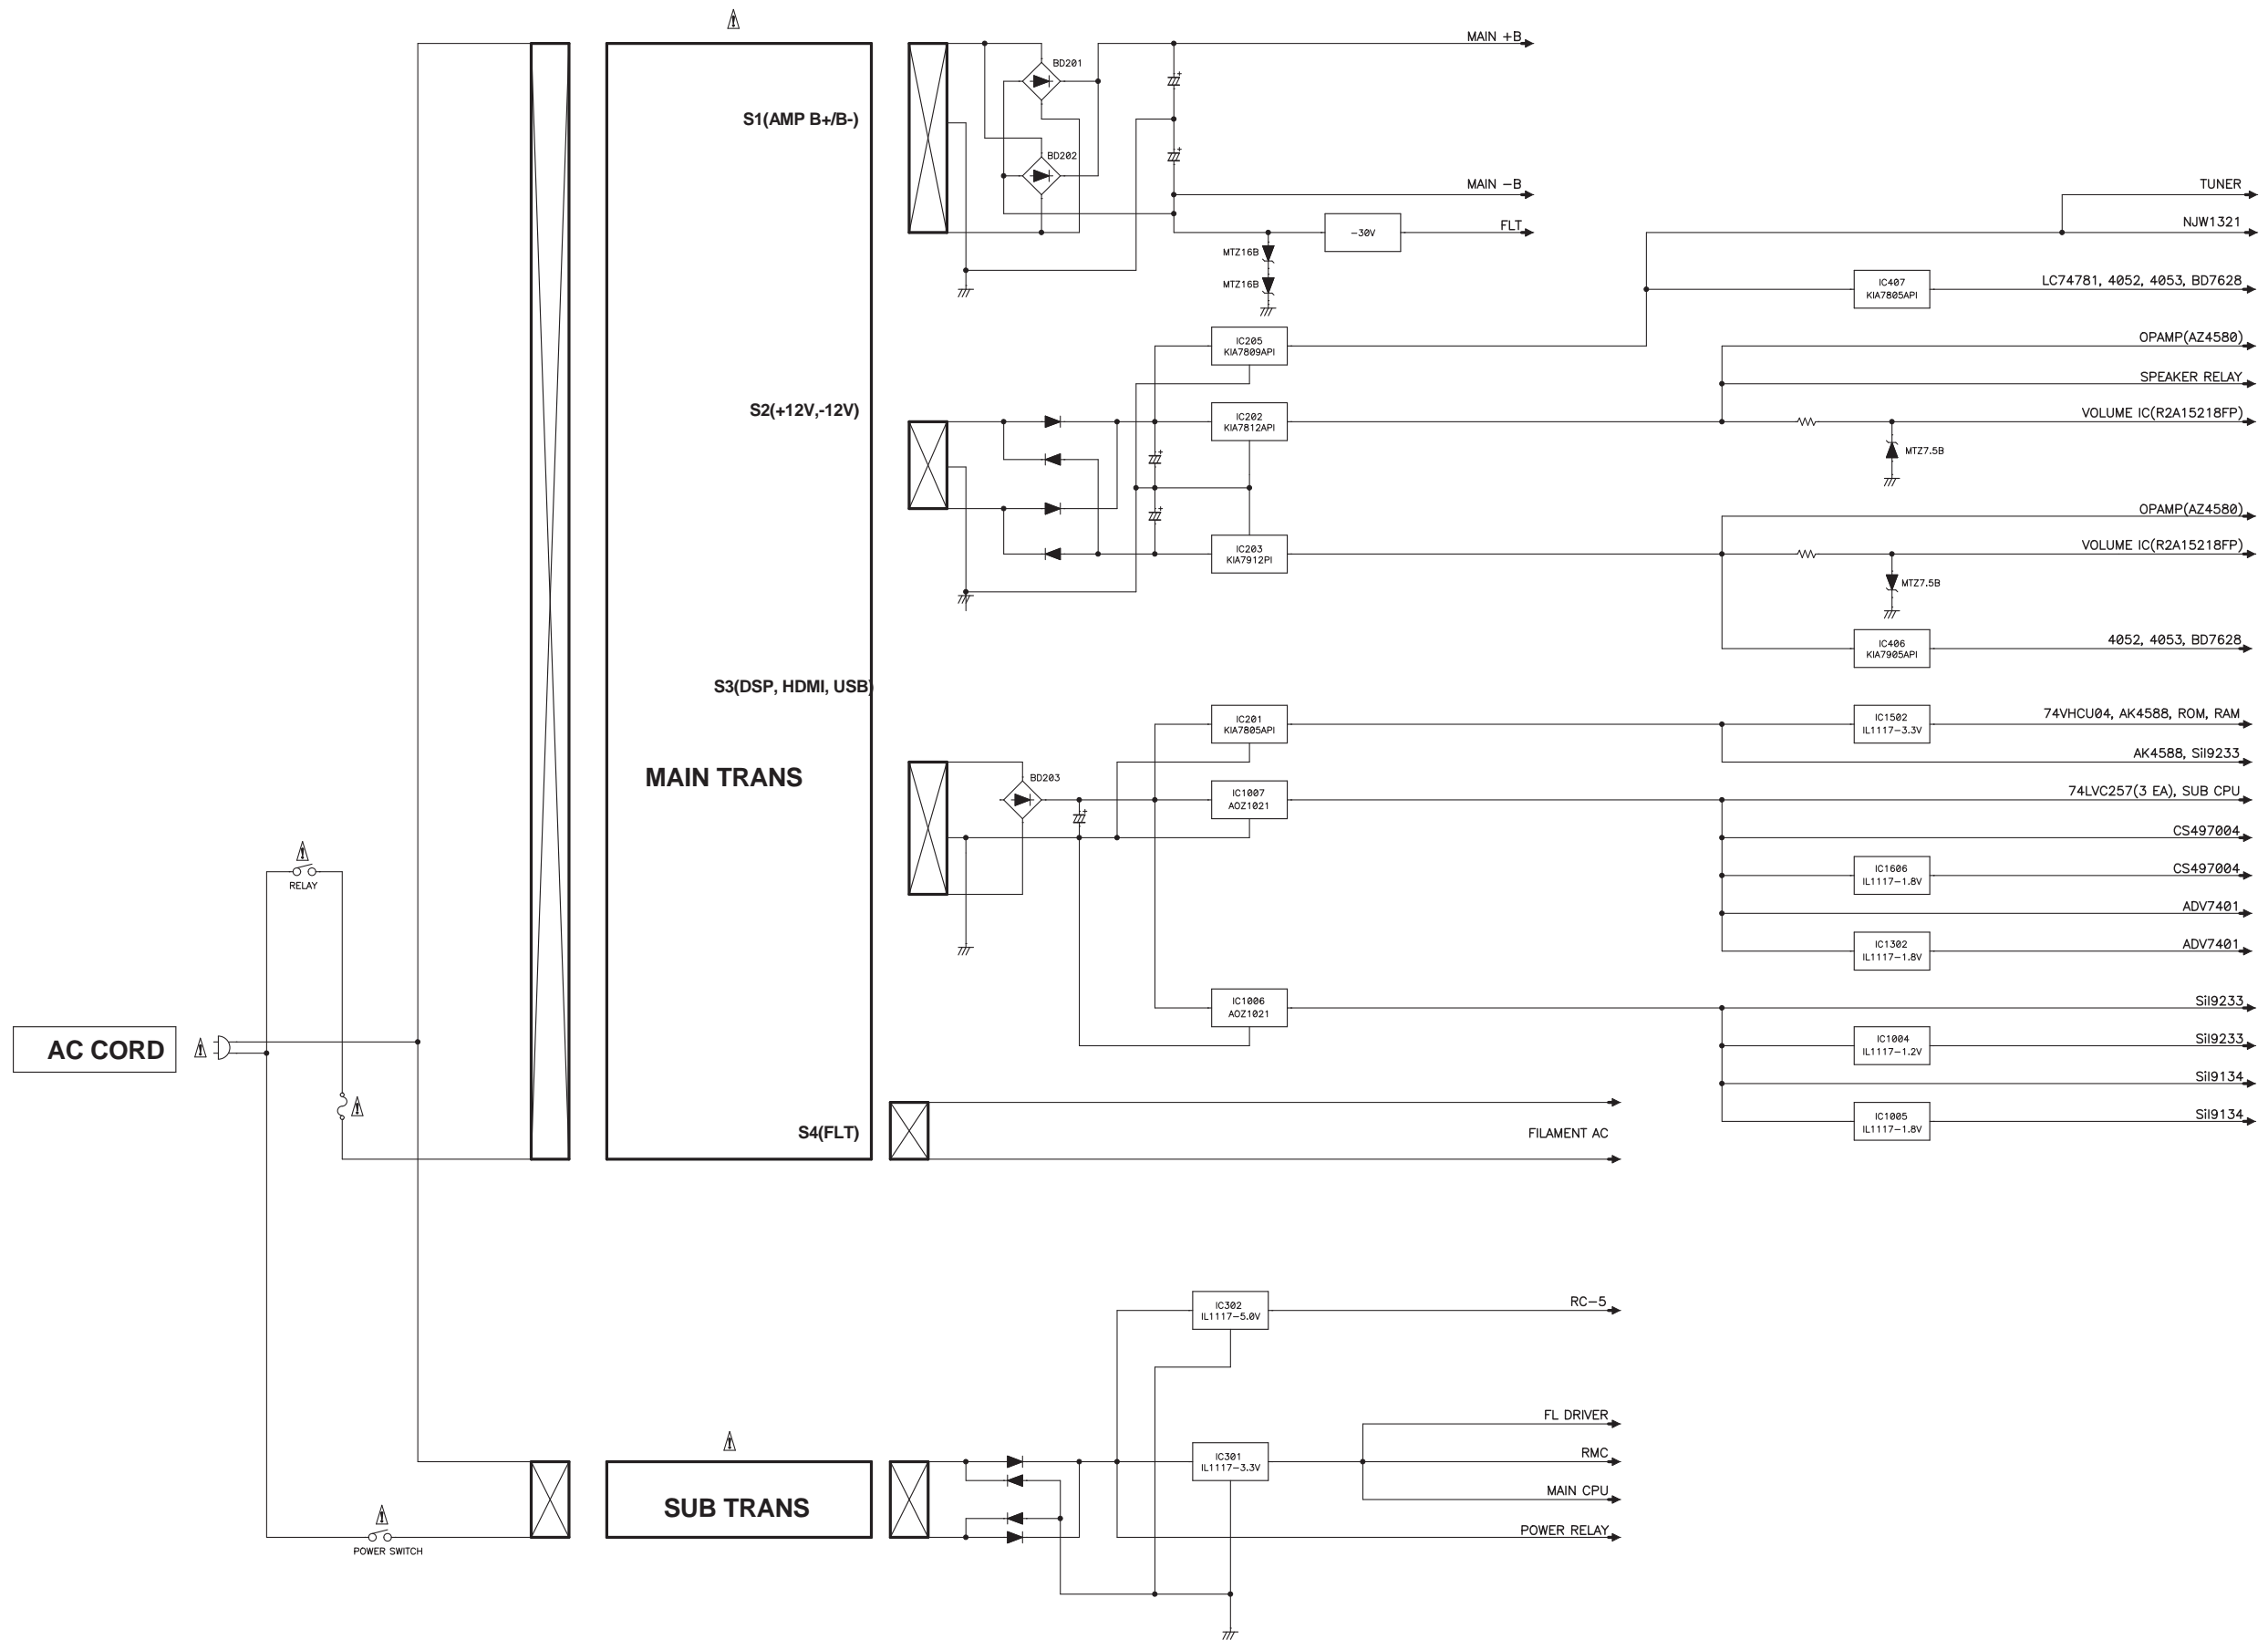 MAIN +B
BD201
S1(AMP B+/B-)
BD202
MAIN −B
TUNER
NJW1321
FLT
−30V
MTZ16B
MTZ16B
IC407
KIA7805API
LC74781, 4052, 4053, BD7628
IC205
KIA7809API
OPAMP(AZ4580)
SPEAKER RELAY
S2(+12V,-12V)
IC202
KIA7812API
VOLUME IC(R2A15218FP)
MTZ7.5B
OPAMP(AZ4580)
IC203
KIA7912PI
VOLUME IC(R2A15218FP)
MTZ7.5B
IC406
KIA7905API
4052, 4053, BD7628
S3(DSP, HDMI, USB)
IC201
KIA7805API
IC1502
IL1117−3.3V
74VHCU04, AK4588, ROM, RAM
AK4588, SiI9233
MAIN TRANS
BD203
IC1007
AOZ1021
74LVC257(3 EA), SUB CPU
CS497004
IC1606
IL1117−1.8V
CS497004
RELAY
ADV7401
IC1302
IL1117−1.8V
ADV7401
IC1006
AOZ1021
SiI9233
AC CORD
IC1004
IL1117−1.2V
SiI9233
SiI9134
IC1005
IL1117−1.8V
SiI9134
S4(FLT)
FILAMENT AC
IC302
IL1117−5.0V
RC−5
FL DRIVER
IC301
IL1117−3.3V
RMC
MAIN CPU
SUB TRANS
POWER RELAY
POWER SWITCH